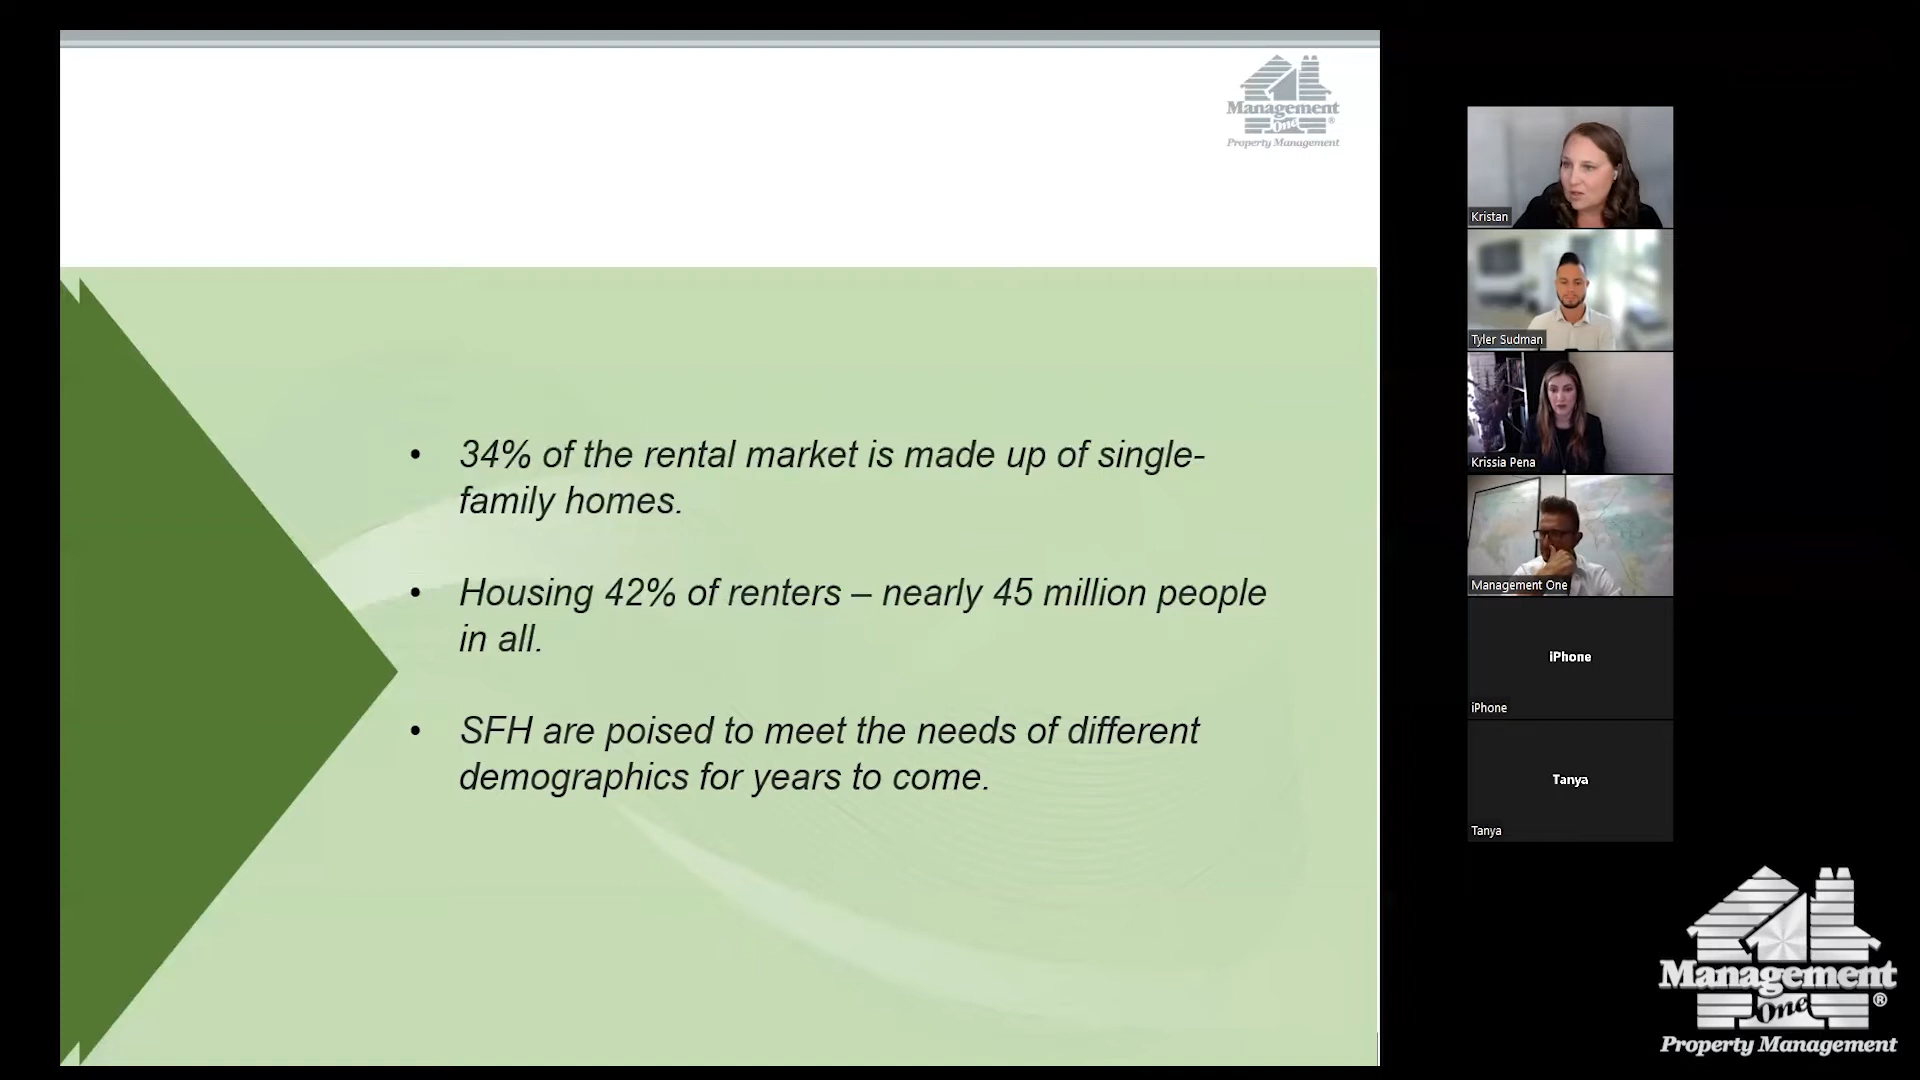 Management
One
®
Property Management
• 34% of the rental market is made up of single-
family homes.
• Housing 42% of renters – nearly 45 million people
in all.
• SFH are poised to meet the needs of different
demographics for years to come.
Kristan
Tyler Sudman
Krissia Pena
Management One
iPhone
iPhone
Tanya
Tanya
Management
One
®
Property Management